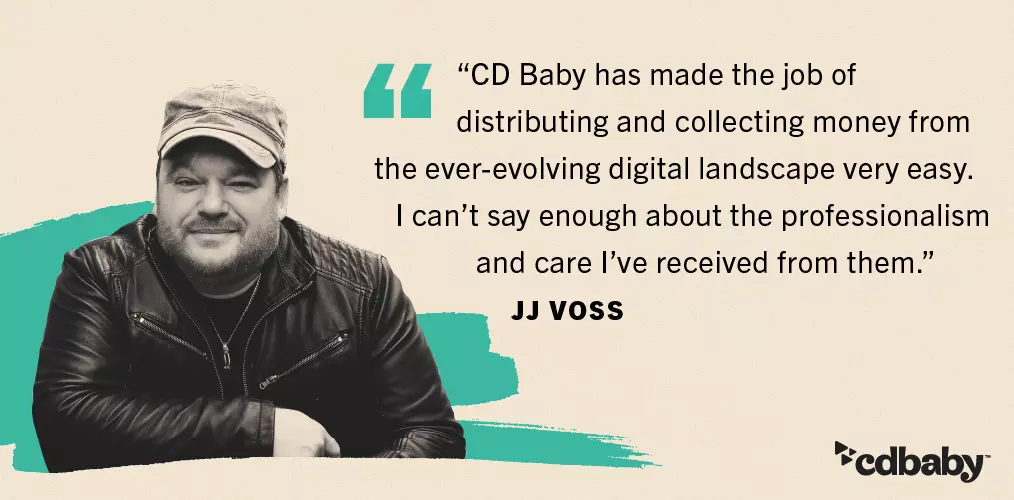 “CD Baby has made the job of
distributing and collecting money from
the ever-evolving digital landscape very easy.
I can’t say enough about the professionalism
and care I’ve received from them.”
JJ VOSS
cdbaby™